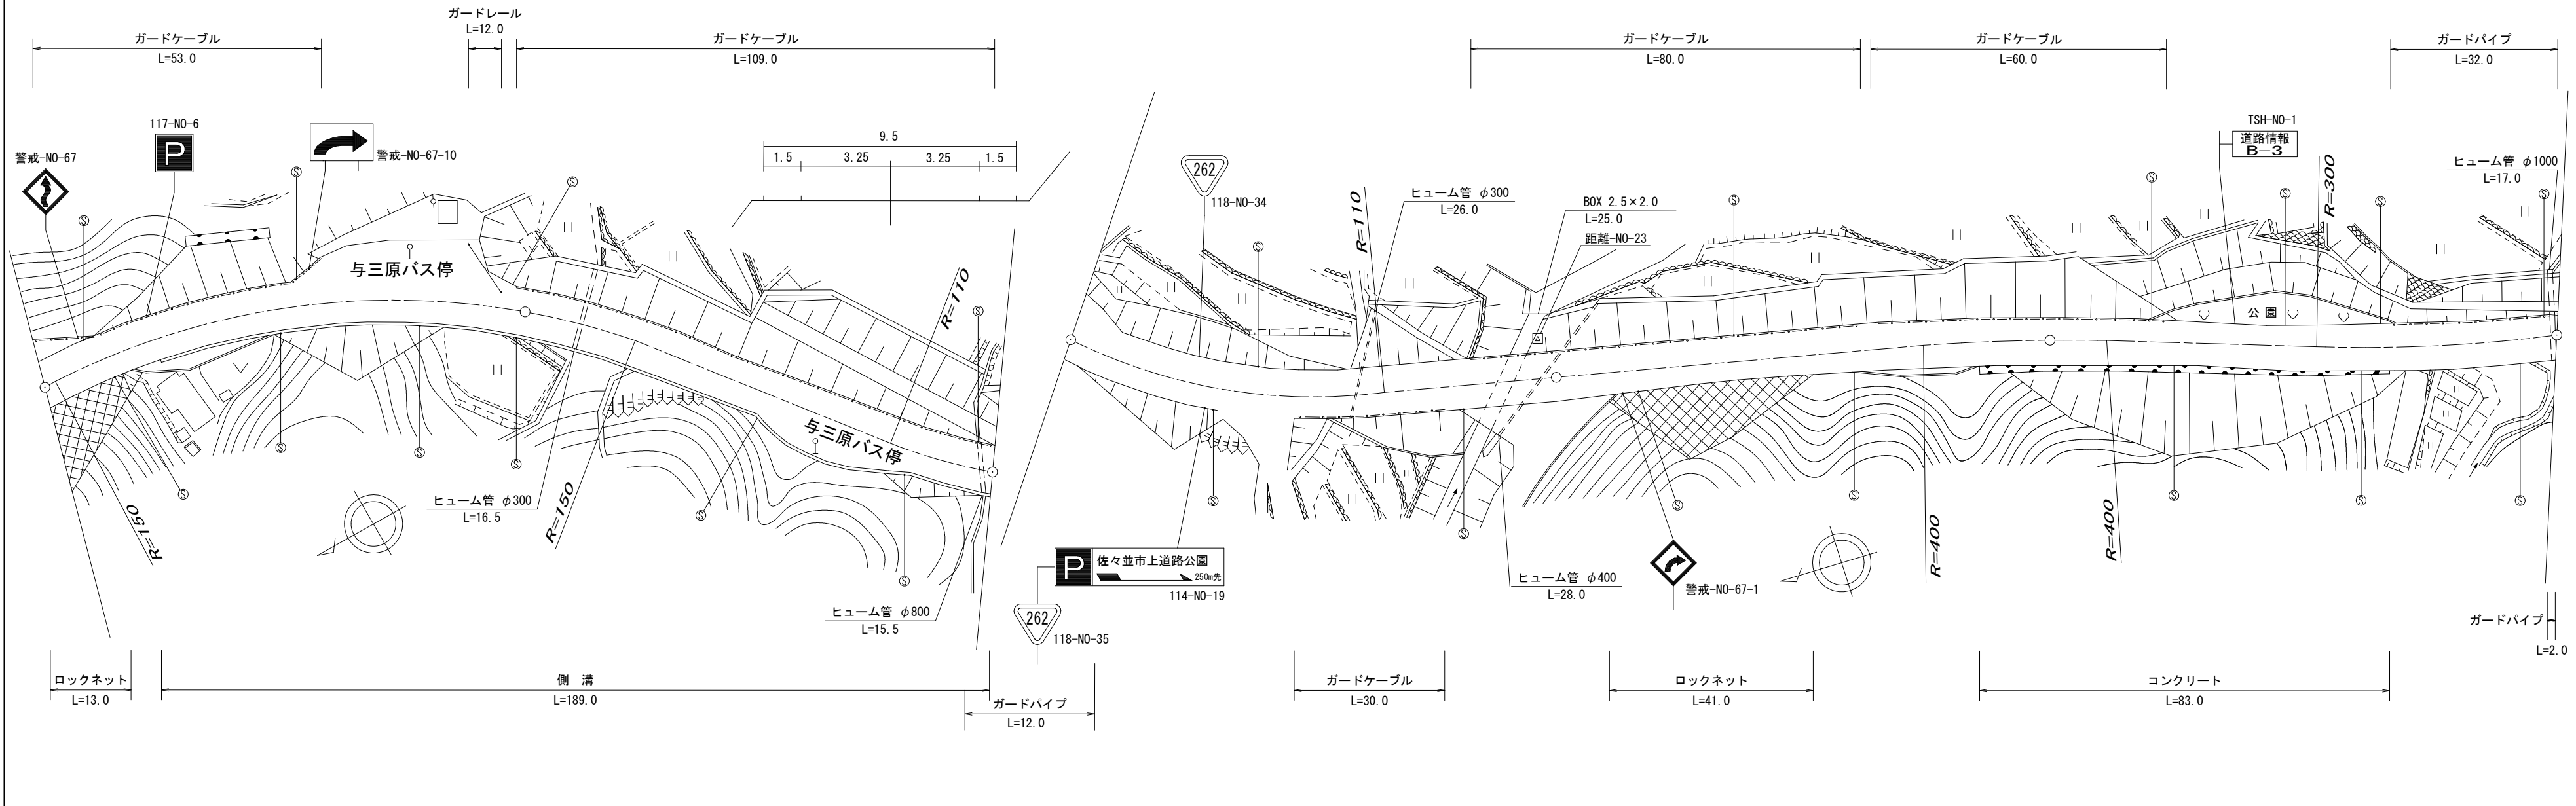 ガードケーブル
L=53.0
ガードレール
L=12.0
ガードケーブル
L=109.0
ガードケーブル
L=80.0
ガードケーブル
L=60.0
ガードパイプ
L=32.0
警戒-NO-67
117-NO-6
P
警戒-NO-67-10
9.5
1.5 3.25 3.25 1.5
262
118-NO-34
R=110
ヒューム管 φ300
L=26.0
BOX 2.5×2.0
L=25.0
距離-NO-23
TSH-NO-1
道路情報
B-3
R=300
ヒューム管 φ1000
L=17.0
S
S
S
S
S
S
S
S
S
S
与三原バス停
R=110
公園
与三原バス停
S
S
S
S
S
S
S
S
S
S
S
S
S
S
R=150
ヒューム管 φ300
L=16.5
R=150
ヒューム管 φ800
L=15.5
P
佐々並市上道路公園
250m先
114-NO-19
262
118-NO-35
ヒューム管 φ400
L=28.0
警戒-NO-67-1
R=400
R=400
ガードパイプ
L=2.0
ロックネット
L=13.0
側 溝
L=189.0
ガードパイプ
L=12.0
ガードケーブル
L=30.0
ロックネット
L=41.0
コンクリート
L=83.0